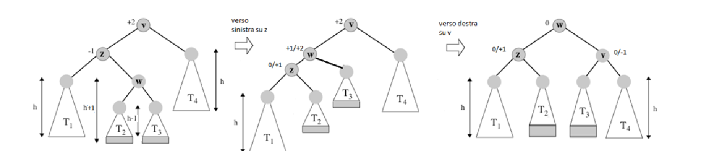 +2
v
-1
z
w
h
h+1
h-1
h
T1
T2
T3
T4
verso
sinistra su z
+2
v
+1/+2
w
0/+1
z
h
T1
T2
T3
T4
verso destra
su v
0
w
0/+1
z
v
0/-1
h
h
T1
T2
T3
T4